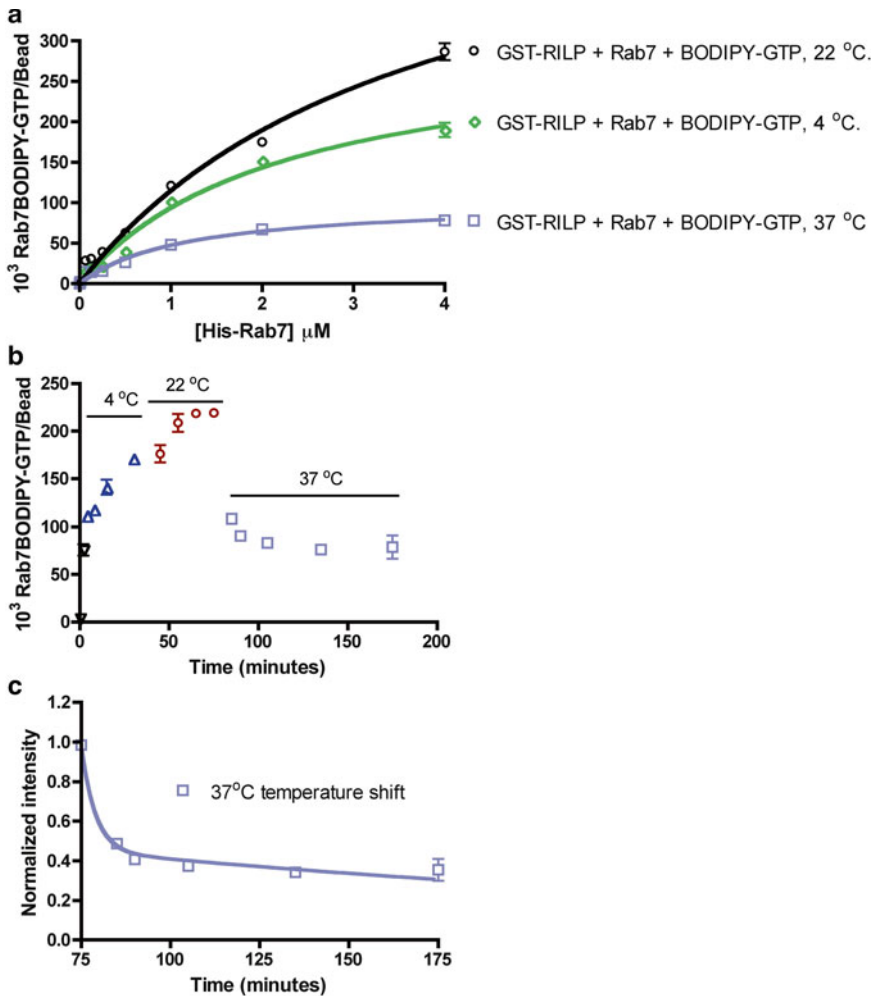 a
10³ Rab7BODIPY-GTP/Bead
300
250
200
150
100
50
0
0 1 2 3 4
[His-Rab7] μM
GST-RILP + Rab7 + BODIPY-GTP, 22 °C.
GST-RILP + Rab7 + BODIPY-GTP, 4 °C.
GST-RILP + Rab7 + BODIPY-GTP, 37 °C
b
10³ Rab7BODIPY-GTP/Bead
250
200
150
100
50
0
4 °C
22 °C
37 °C
0 50 100 150 200
Time (minutes)
c
Normalized intensity
1.2
1.0
0.8
0.6
0.4
0.2
0.0
37°C temperature shift
75 100 125 150 175
Time (minutes)